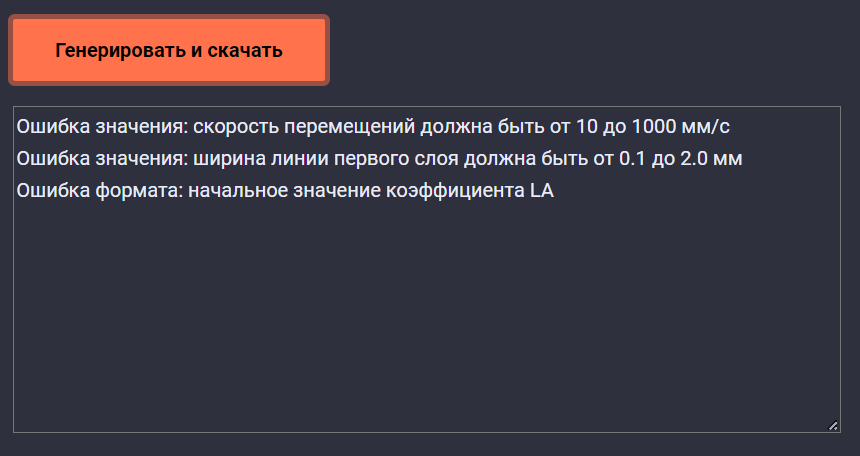 Генерировать и скачать
Ошибка значения: скорость перемещений должна быть от 10 до 1000 мм/с
Ошибка значения: ширина линии первого слоя должна быть от 0.1 до 2.0 мм
Ошибка формата: начальное значение коэффициента LA